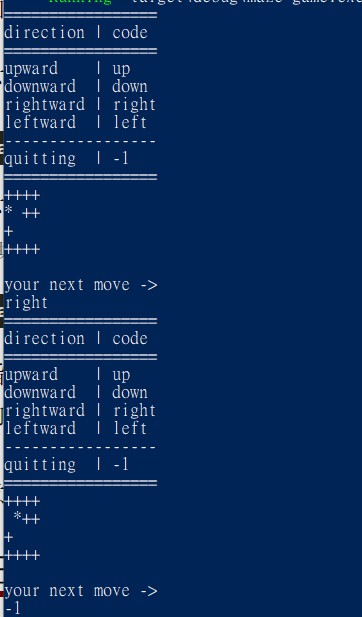 Running `target\debug\maze-game.exe
=================
direction | code
=================
upward    | up
downward  | down
rightward | right
leftward  | left
-----------------
quitting  | -1
=================
++++
* ++
+
++++
your next move ->
right
=================
direction | code
=================
upward    | up
downward  | down
rightward | right
leftward  | left
-----------------
quitting  | -1
=================
++++
 *++
+
++++
your next move ->
-1